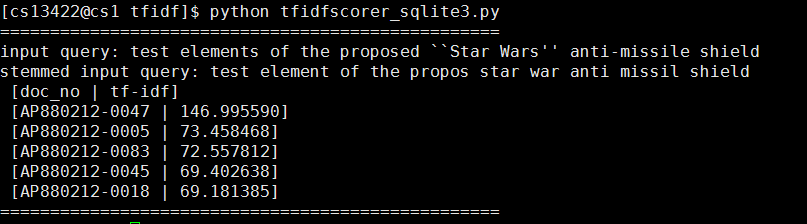 [cs13422@cs1 tfidf]$ python tfidfscorer_sqlite3.py
==================================================
input query: test elements of the proposed ``Star Wars'' anti-missile shield
stemmed input query: test element of the propos star war anti missil shield
[doc_no | tf-idf]
[AP880212-0047 | 146.995590]
[AP880212-0005 | 73.458468]
[AP880212-0083 | 72.557812]
[AP880212-0045 | 69.402638]
[AP880212-0018 | 69.181385]
==================================================